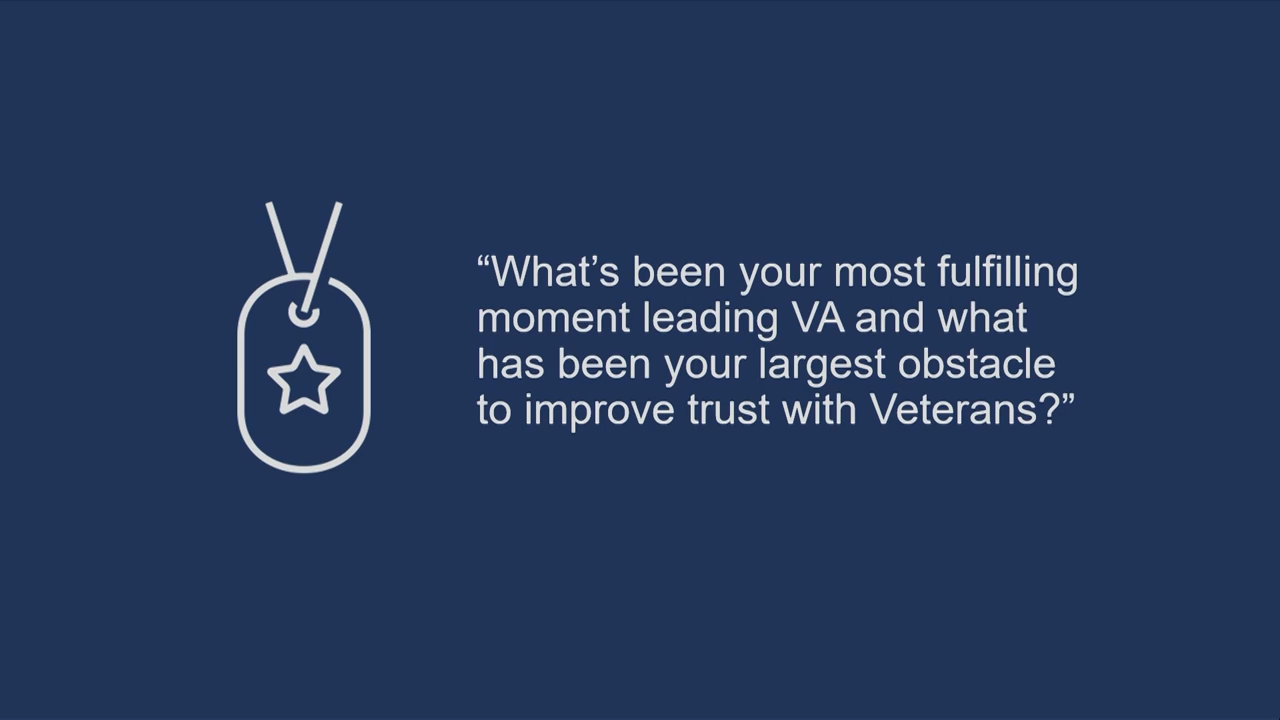 “What’s been your most fulfilling
moment leading VA and what
has been your largest obstacle
to improve trust with Veterans?”